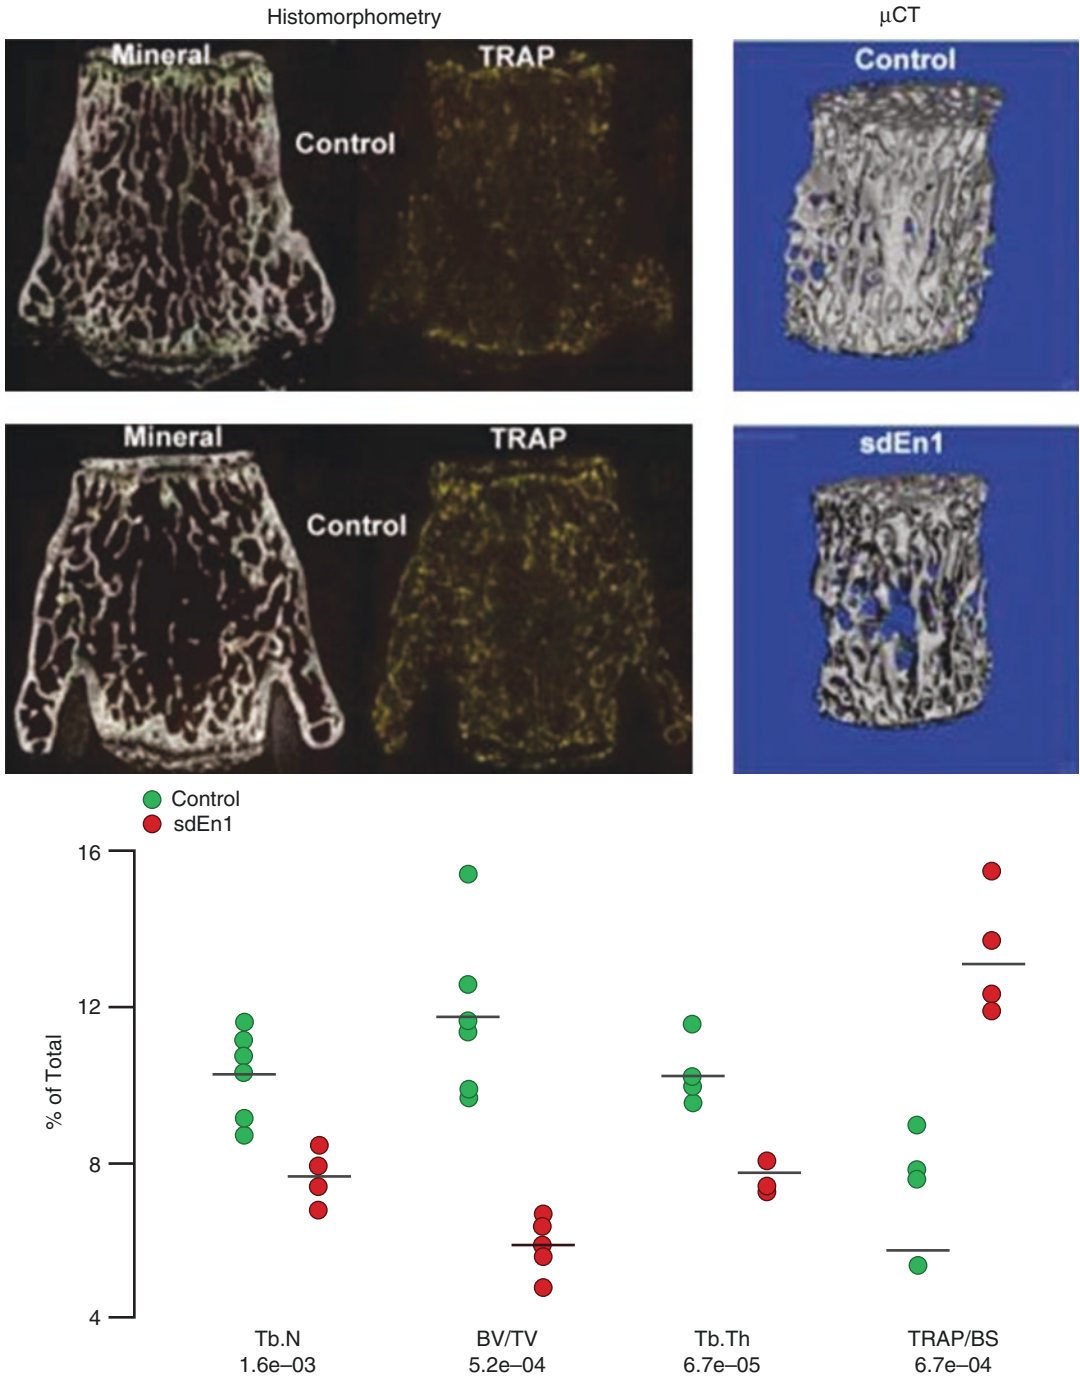 Histomorphometry
μCT
Mineral
TRAP
Control
Control
Mineral
TRAP
Control
sdEn1
Control
sdEn1
16
12
8
4
% of Total
Tb.N
BV/TV
Tb.Th
TRAP/BS
1.6e–03
5.2e–04
6.7e–05
6.7e–04